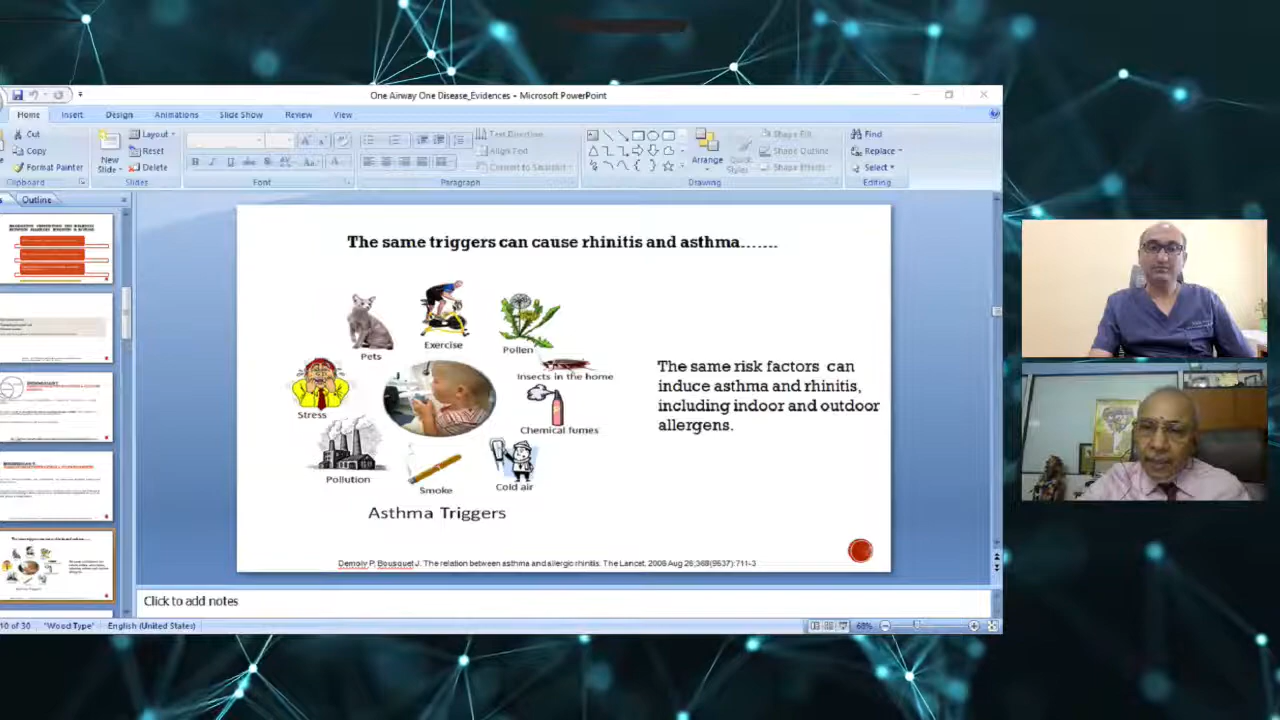 One Airway One Disease_Evidences - Microsoft PowerPoint
Home Insert Design Animations Slide Show Review View
Cut
Copy
Format Painter
Clipboard
New Slide
Layout
Reset
Delete
Slides
Font
Text Direction
Align Text
Convert to SmartArt
Paragraph
Arrange
Quick Styles
Shape Fill
Shape Outline
Shape Effects
Drawing
Find
Replace
Select
Editing
Outline
The same triggers can cause rhinitis and asthma.......
Pets
Exercise
Pollen
Insects in the home
Stress
Chemical fumes
Pollution
Smoke
Cold air
Asthma Triggers
The same risk factors can
induce asthma and rhinitis,
including indoor and outdoor
allergens.
Demoly P, Bousquet J. The relation between asthma and allergic rhinitis. The Lancet. 2006 Aug
Click to add notes
10 of 30 "Wood Type" English (United States) 68%